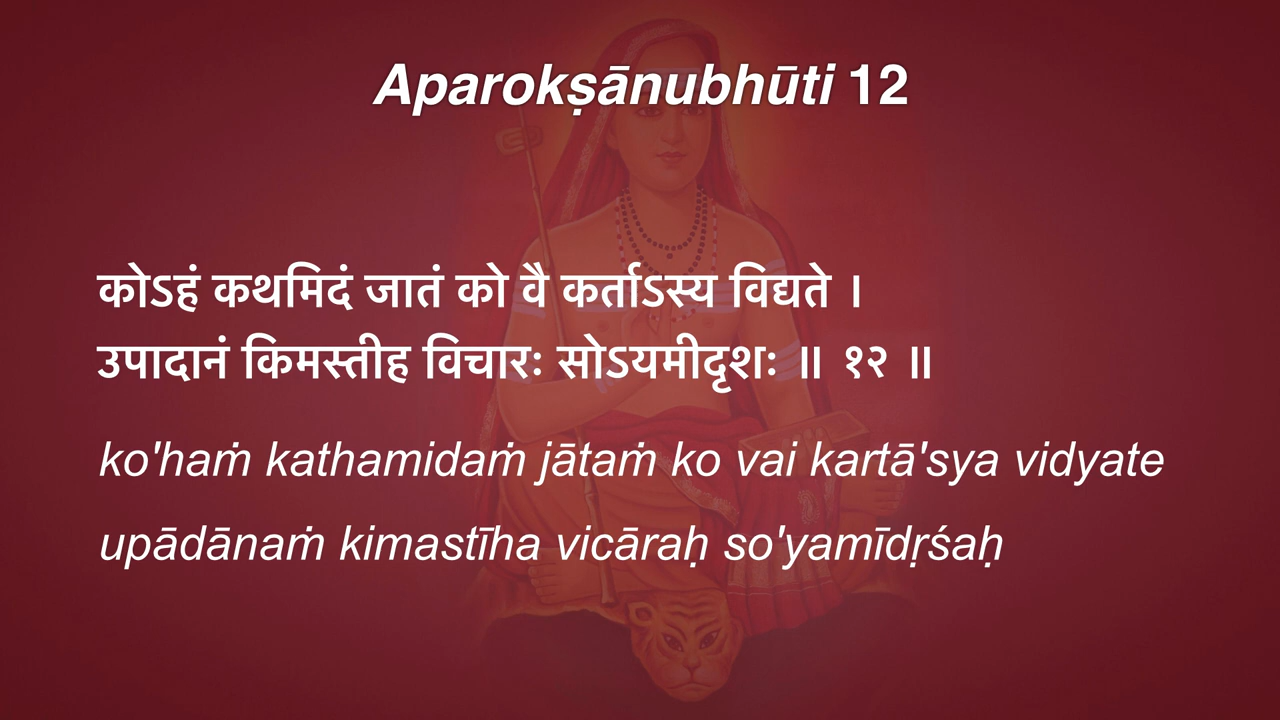 Aparokṣānubhūti 12
कोऽहं कथमिदं जातं को वै कर्ताऽस्य विद्यते ।
उपादानं किमस्तीह विचारः सोऽयमीदृशः ॥ १२ ॥
ko'haṁ kathamidaṁ jātaṁ ko vai kartā'sya vidyate
upādānaṁ kimastīha vicāraḥ so'yamīdṛśaḥ